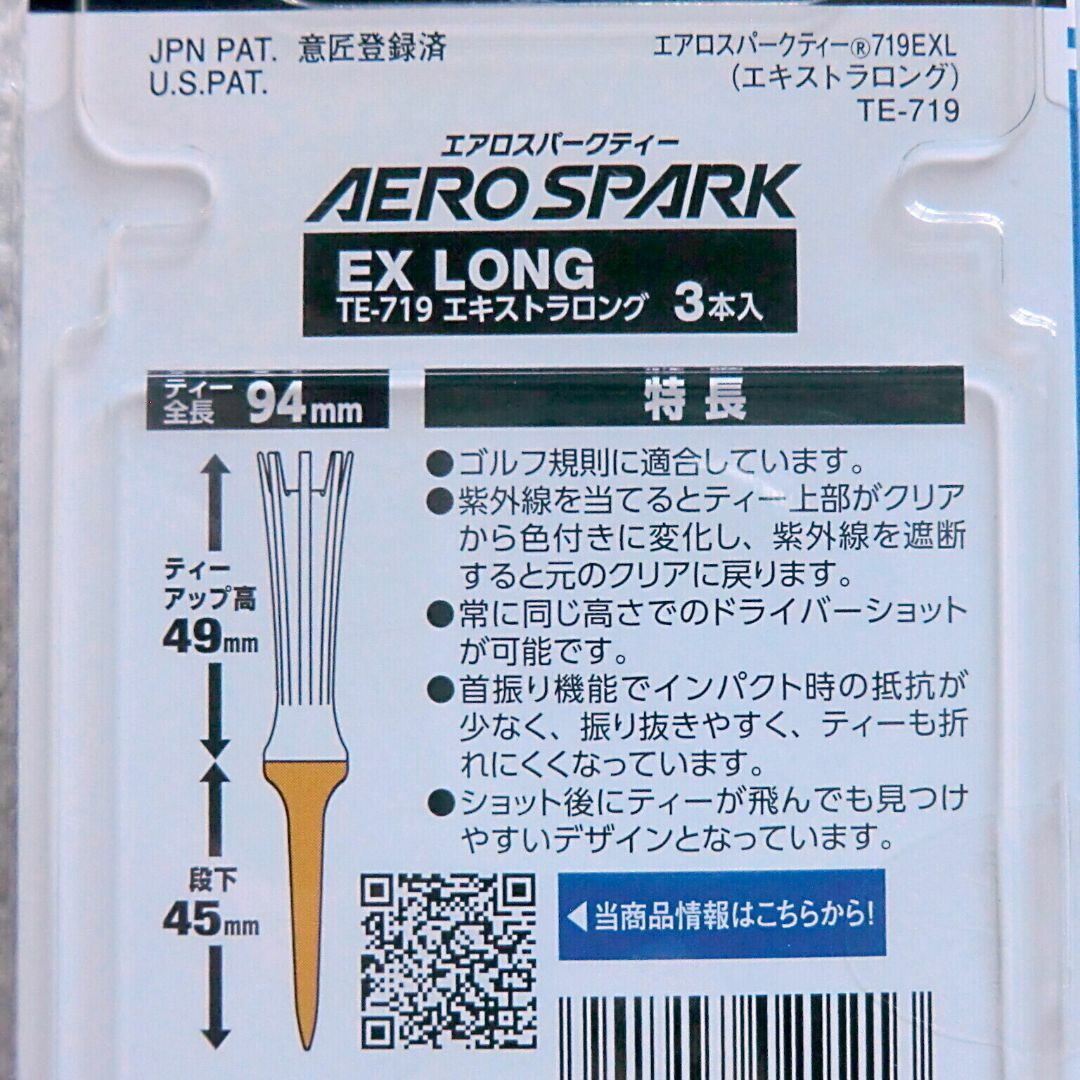 JPN PAT. 意匠登録済
U.S.PAT.
エアロスパークティー®719EXL
(エキストラロング)
TE-719
エアロスパークティー
AERO SPARK
EX LONG
TE-719 エキストラロング 3本入
ティー
全長 94mm
ティー
アップ高
49mm
段下
45mm
特長
●ゴルフ規則に適合しています。
●紫外線を当てるとティー上部がクリア
から色付きに変化し、紫外線を遮断
すると元のクリアに戻ります。
●常に同じ高さでのドライバーショット
が可能です。
●首振り機能でインパクト時の抵抗が
少なく、振り抜きやすく、ティーも折
れにくくなっています。
●ショット後にティーが飛んでも見つけ
やすいデザインとなっています。
◀当商品情報はこちらから!